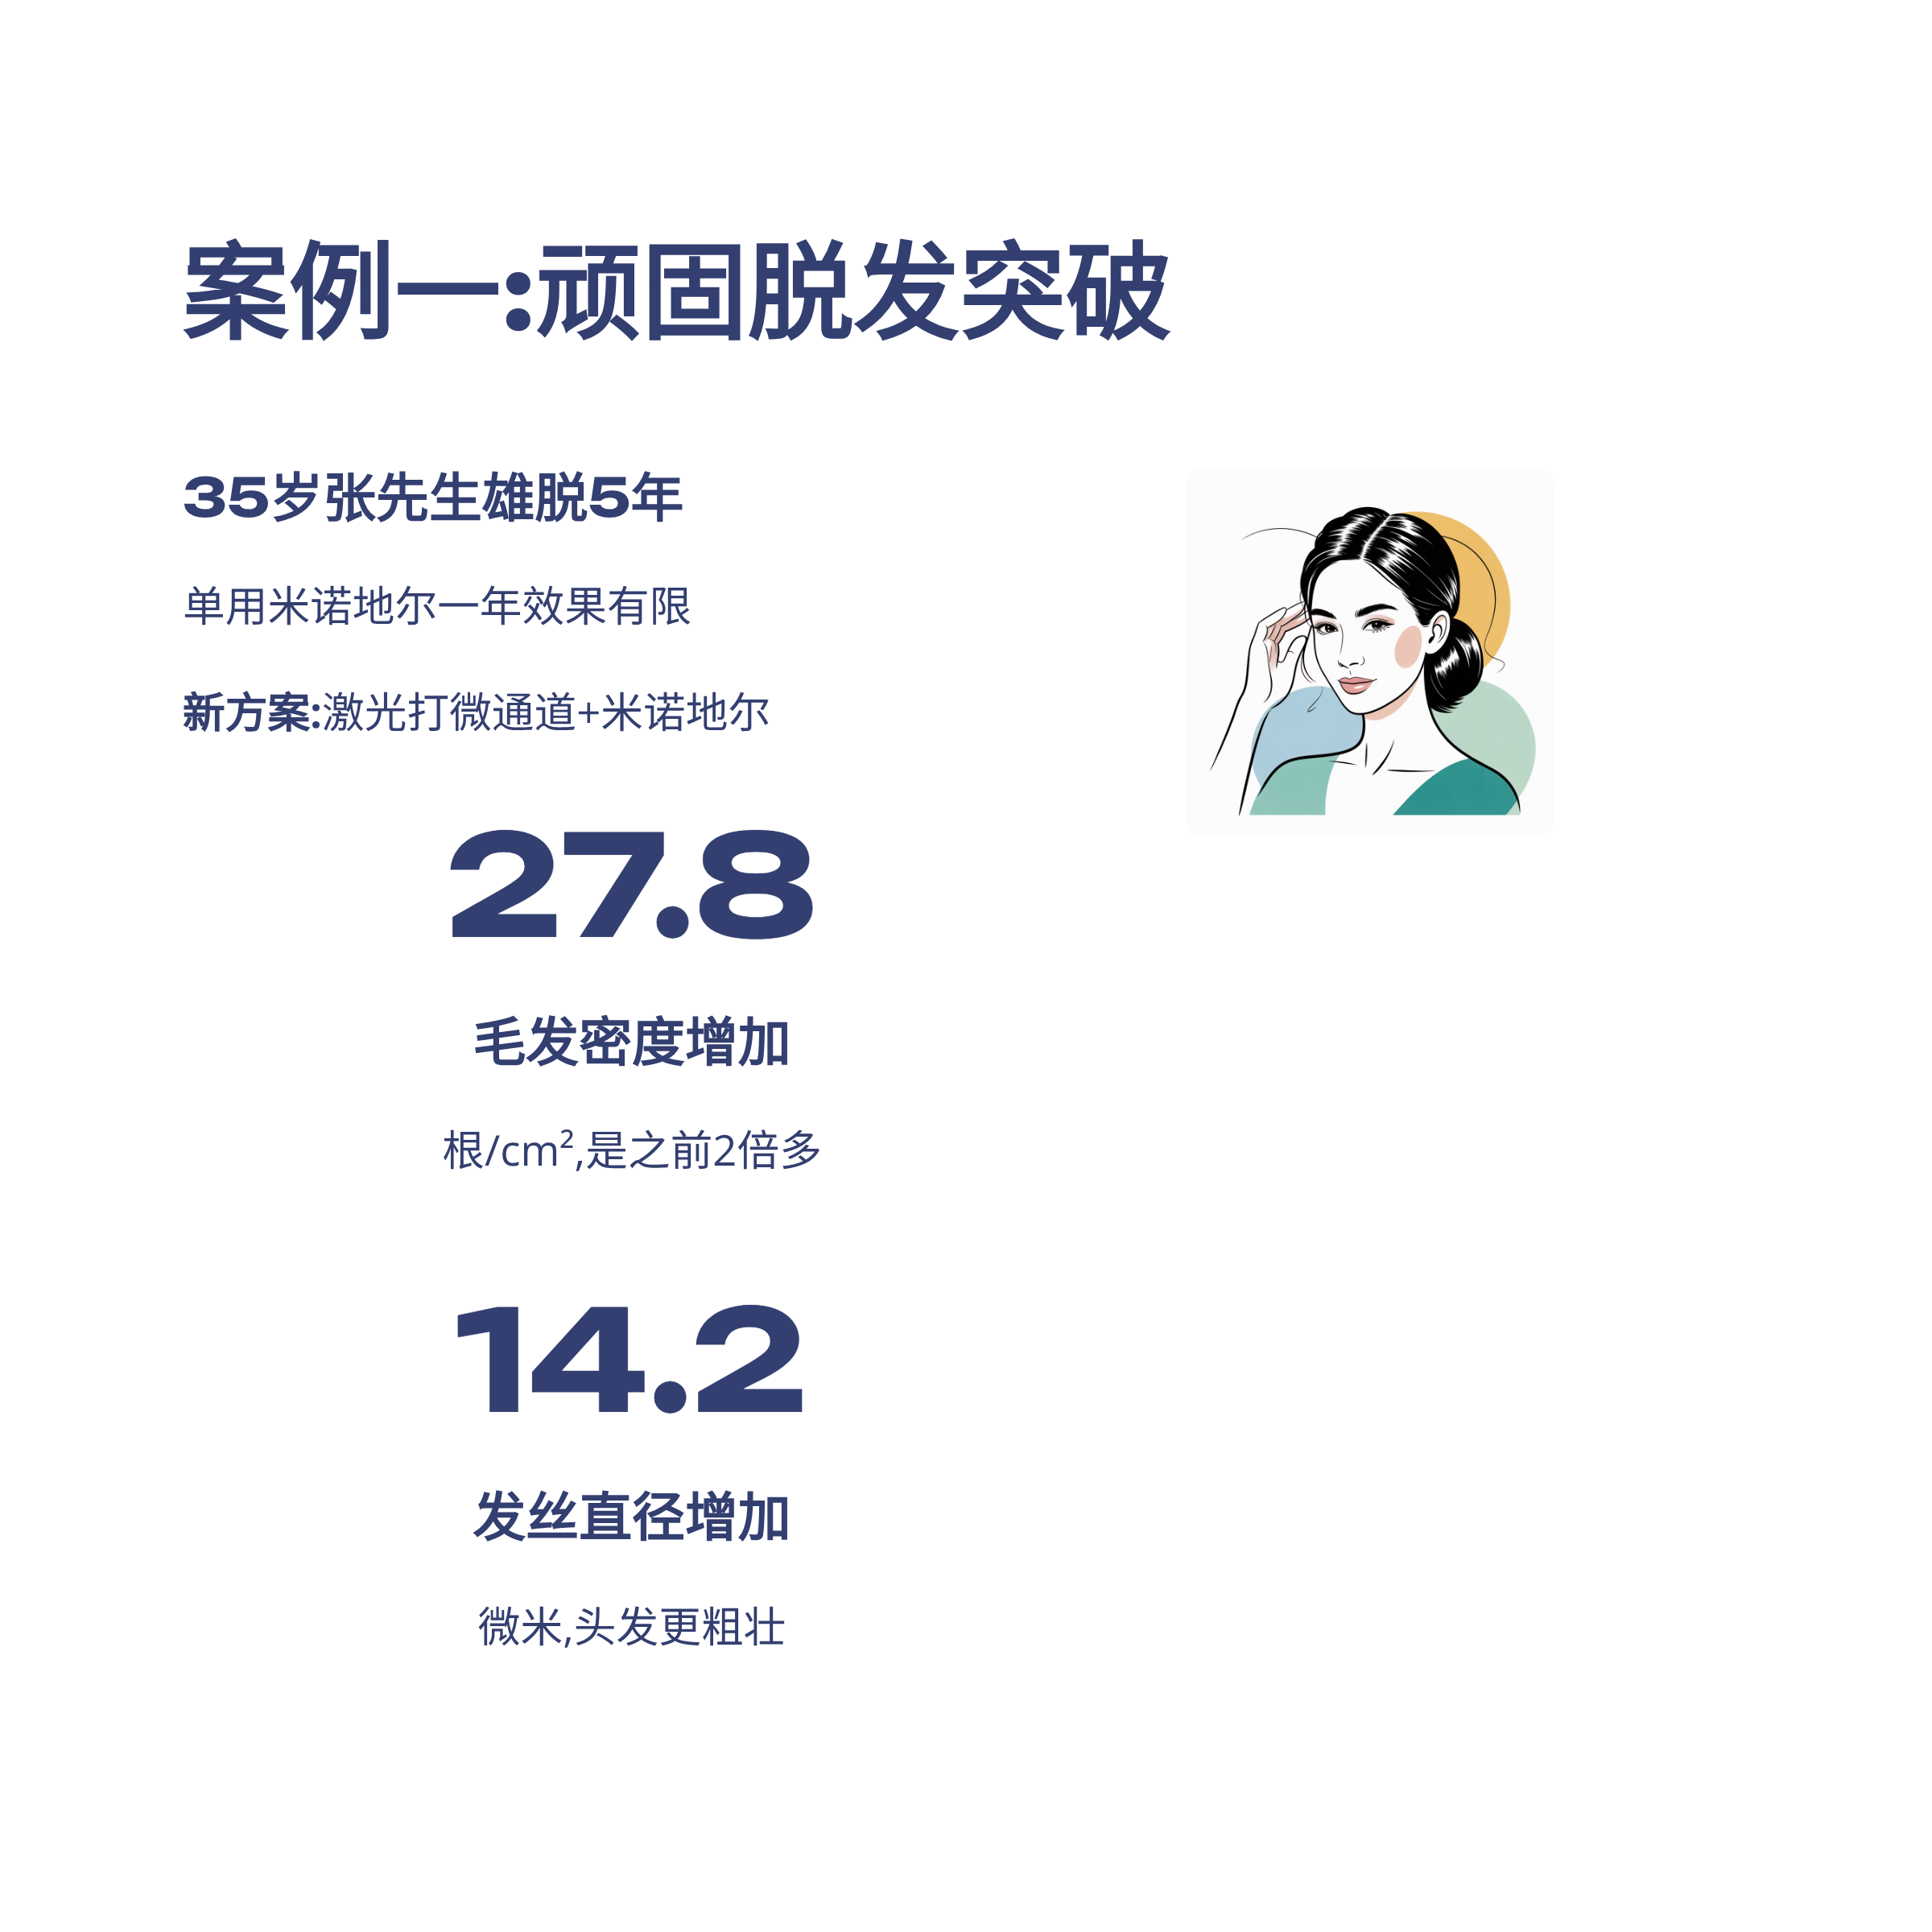 案例一:顽固脱发突破
35岁张先生雄脱5年
单用米诺地尔一年效果有限
新方案:激光打微通道+米诺地尔
27.8
毛发密度增加
根/cm²,是之前2倍多
14.2
发丝直径增加
微米,头发更粗壮